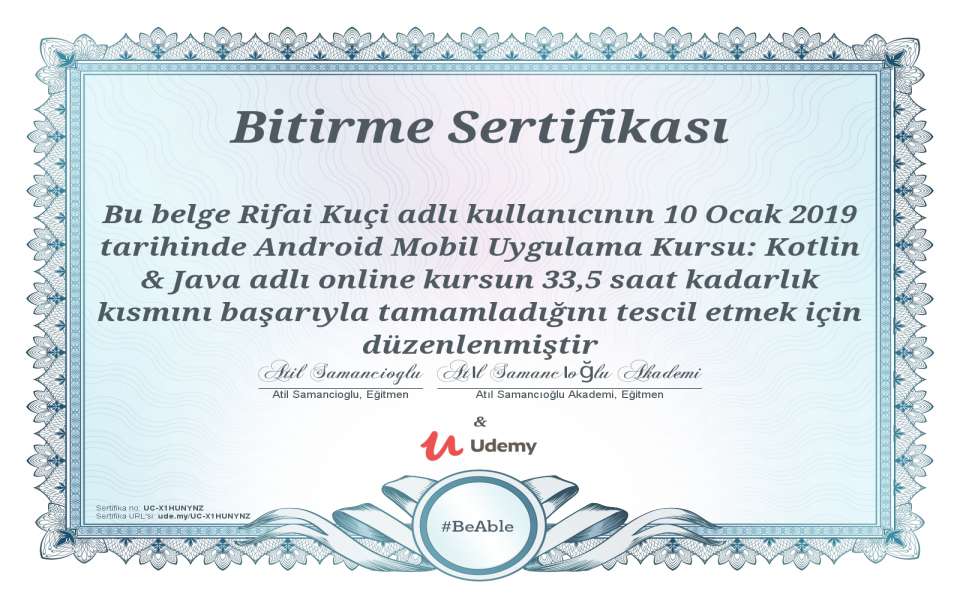 Bitirme Sertifikası
Bu belge Rifai Kuçi adlı kullanıcının 10 Ocak 2019
tarihinde Android Mobil Uygulama Kursu: Kotlin
& Java adlı online kursun 33,5 saat kadarlık
kısmını başarıyla tamamladığını tescil etmek için
düzenlenmiştir
Atil Samancioglu Atıl Samancıoğlu Akademi
Atil Samancioglu, Eğitmen Atıl Samancıoğlu Akademi, Eğitmen
&
Udemy
Sertifika no: UC-X1HUNYNZ
Sertifika URL'si: ude.my/UC-X1HUNYNZ
#BeAble